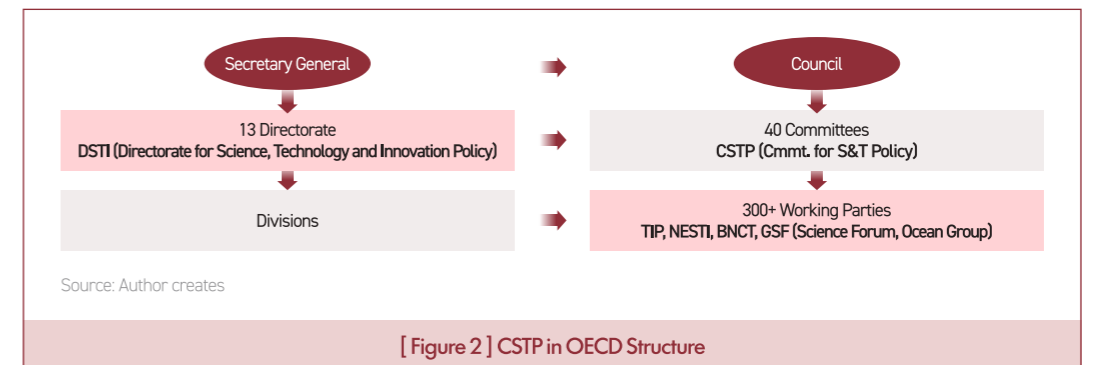 Secretary General
Council
13 Directorate
DSTI (Directorate for Science, Technology and Innovation Policy)
40 Committees
CSTP (Cmmt. for S&T Policy)
Divisions
300+ Working Parties
TIP, NESTI, BNCT, GSF (Science Forum, Ocean Group)
Source: Author creates
[ Figure 2 ] CSTP in OECD Structure